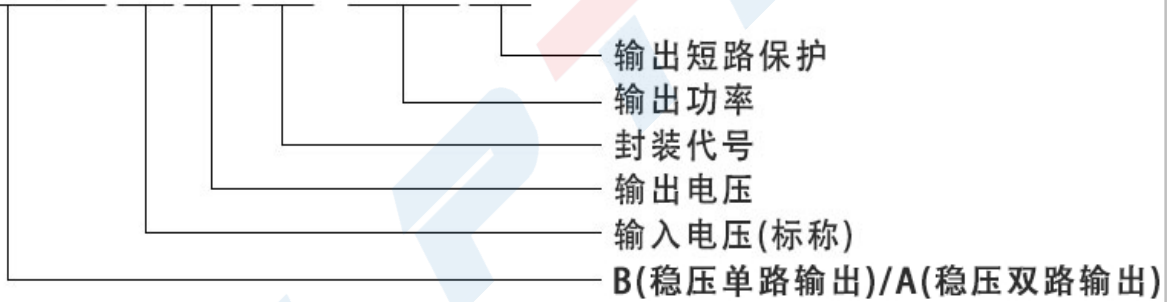 输出短路保护
输出功率
封装代号
输出电压
输入电压(标称)
B(稳压单路输出)/A(稳压双路输出)